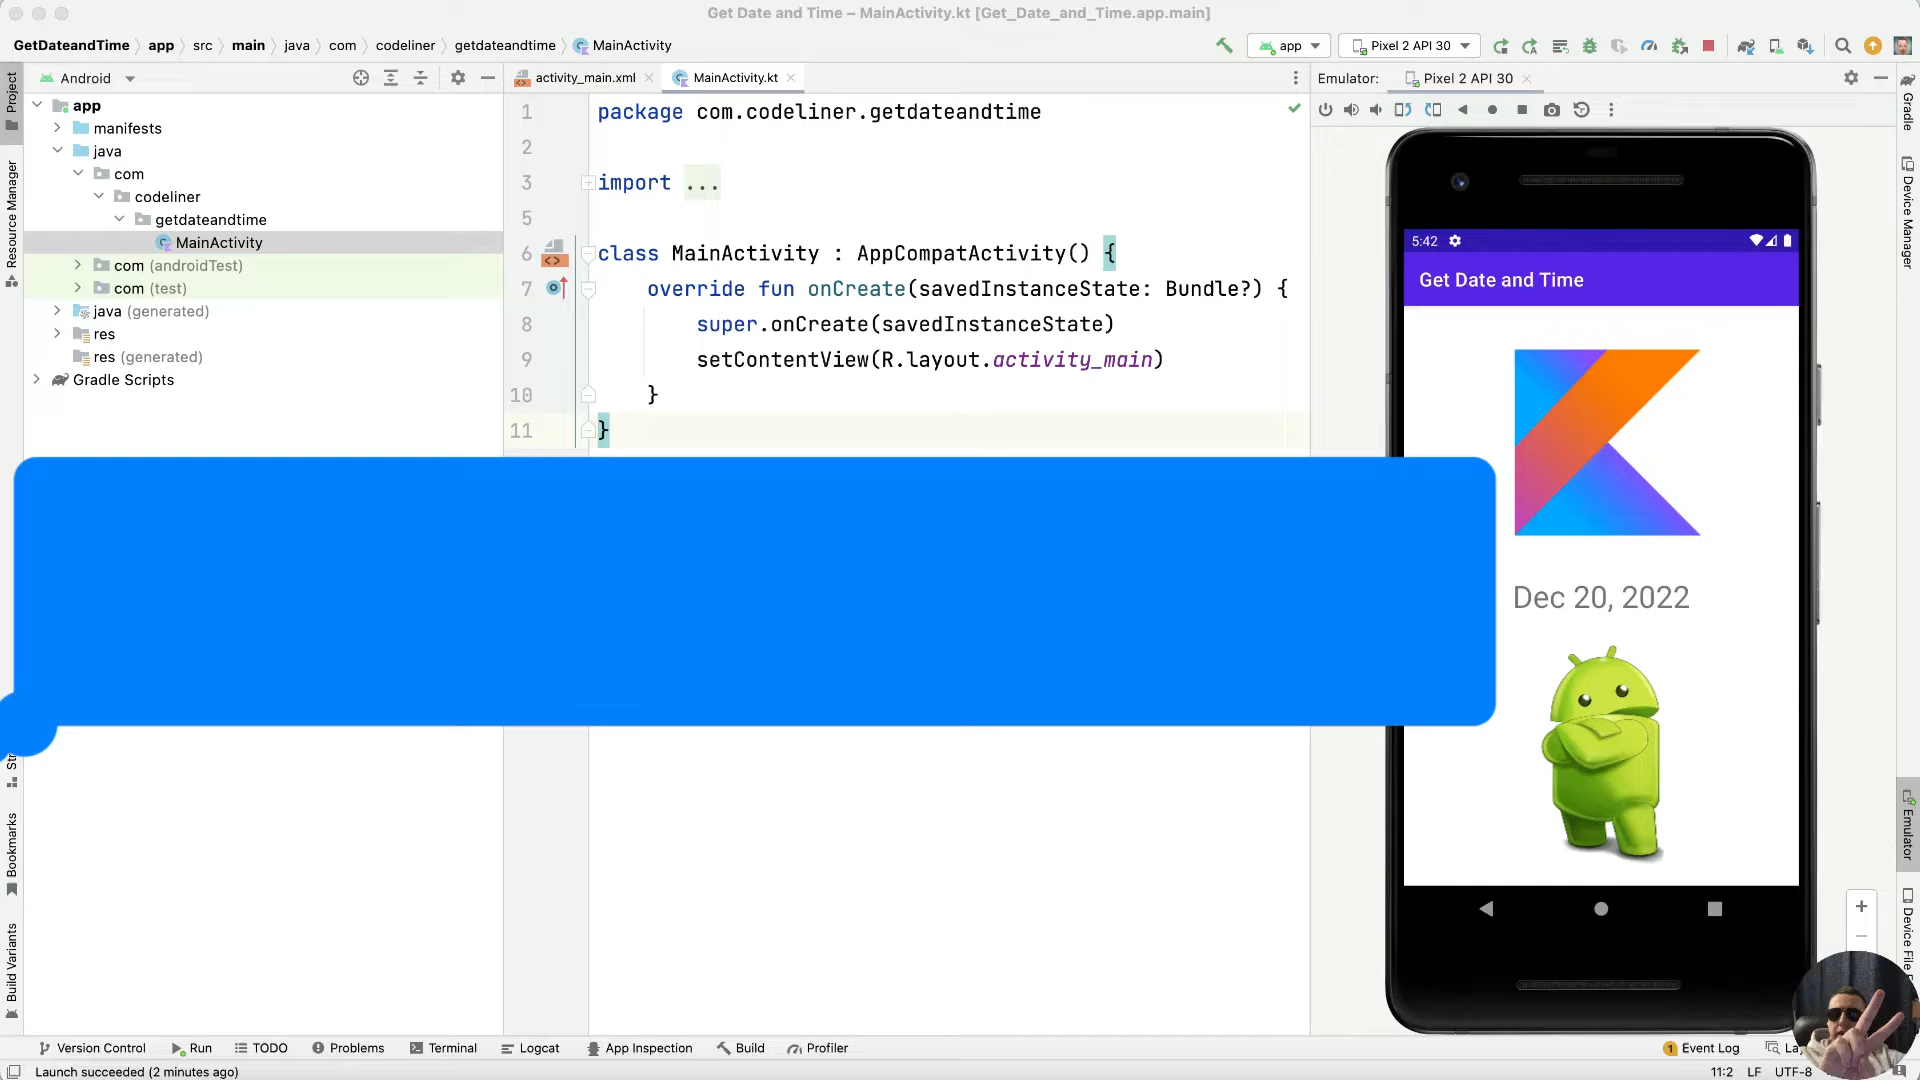 Get Date and Time – MainActivity.kt [Get_Date_and_Time.app.main]
GetDateandTime app src main java com codeliner getdateandtime MainActivity
app
Pixel 2 API 30
Android
activity_main.xml
MainActivity.kt
Emulator:
Pixel 2 API 30
Project
Resource Manager
Bookmarks
Build Variants
app
manifests
java
com
codeliner
getdateandtime
MainActivity
com (androidTest)
com (test)
java (generated)
res
res (generated)
Gradle Scripts
1 package com.codeliner.getdateandtime
2
3 import ...
5
6 class MainActivity : AppCompatActivity() {
7 override fun onCreate(savedInstanceState: Bundle?) {
8 super.onCreate(savedInstanceState)
9 setContentView(R.layout.activity_main)
10 }
11 }
5:42
Get Date and Time
Dec 20, 2022
Gradle
Device Manager
Emulator
Version Control
Run
TODO
Problems
Terminal
Logcat
App Inspection
Build
Profiler
1 Event Log
Launch succeeded (2 minutes ago)
11:2 LF UTF-8